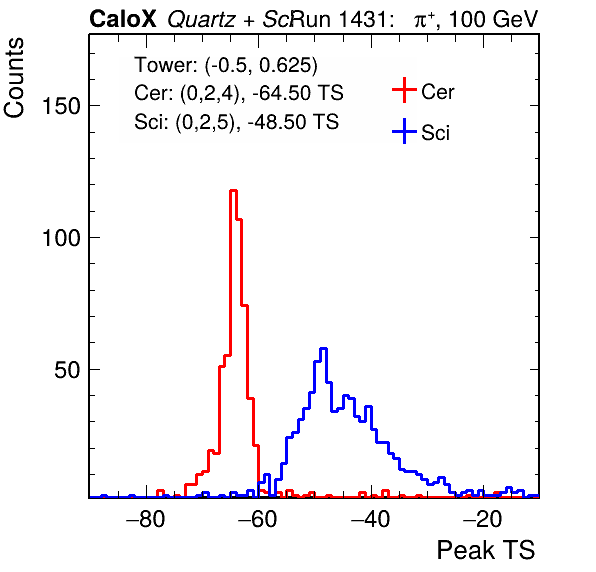 CaloX Quartz + ScRun 1431: π⁺, 100 GeV
Counts
Tower: (-0.5, 0.625)
Cer: (0,2,4), -64.50 TS
Sci: (0,2,5), -48.50 TS
Cer
Sci
150
100
50
−80 −60 −40 −20
Peak TS